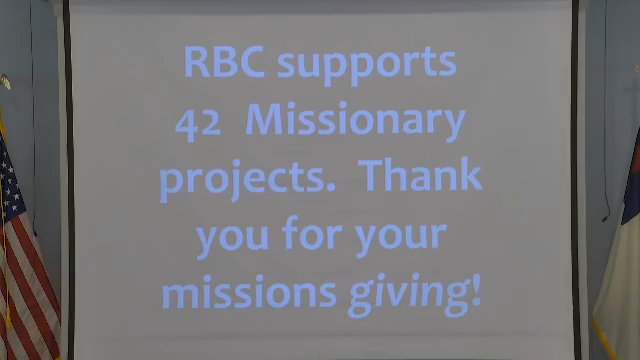 RBC supports
42 Missionary
projects. Thank
you for your
missions giving!